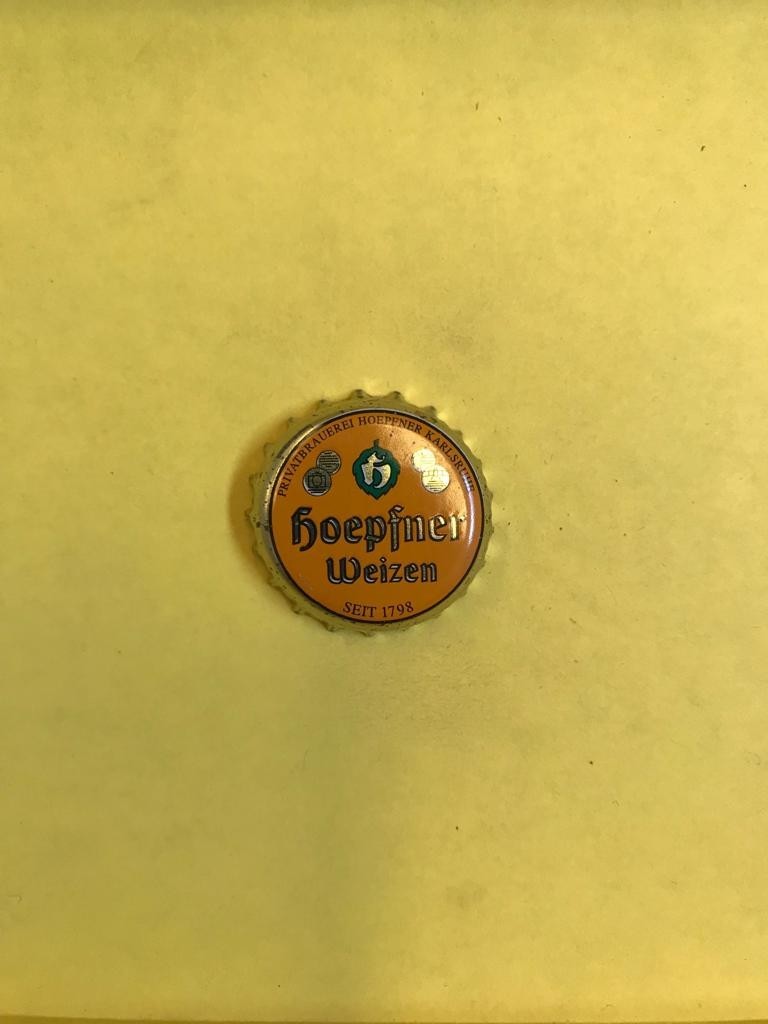 PRIVATBRAUEREI HOEPFNER KARLSRUHE
h
Hoepfner
Weizen
SEIT 1798